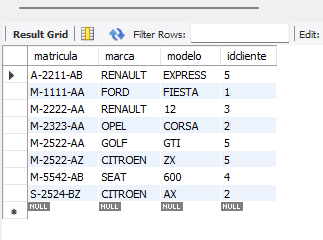 Result Grid Filter Rows: Edit:
matricula marca modelo idcliente
A-2211-AB RENAULT EXPRESS 5
M-1111-AA FORD FIESTA 1
M-2222-AA RENAULT 12 3
M-2323-AA OPEL CORSA 2
M-2522-AA GOLF GTI 5
M-2522-AZ CITROEN ZX 5
M-5542-AB SEAT 600 4
S-2524-BZ CITROEN AX 2
NULL NULL NULL NULL